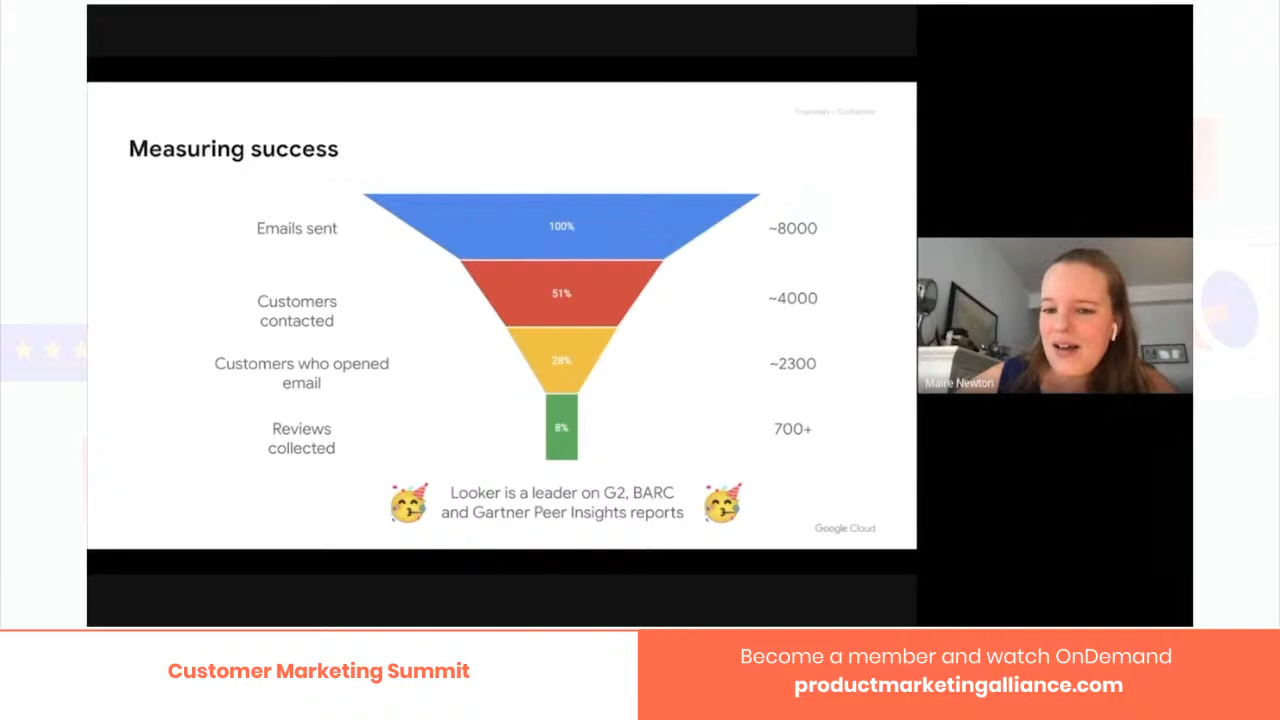 Proprietary + Confidential
Measuring success
Emails sent
100%
~8000
Customers
contacted
51%
~4000
Customers who opened
email
28%
~2300
Reviews
collected
8%
700+
Looker is a leader on G2, BARC
and Gartner Peer Insights reports
Google Cloud
Maire Newton
Customer Marketing Summit
Become a member and watch OnDemand
productmarketingalliance.com